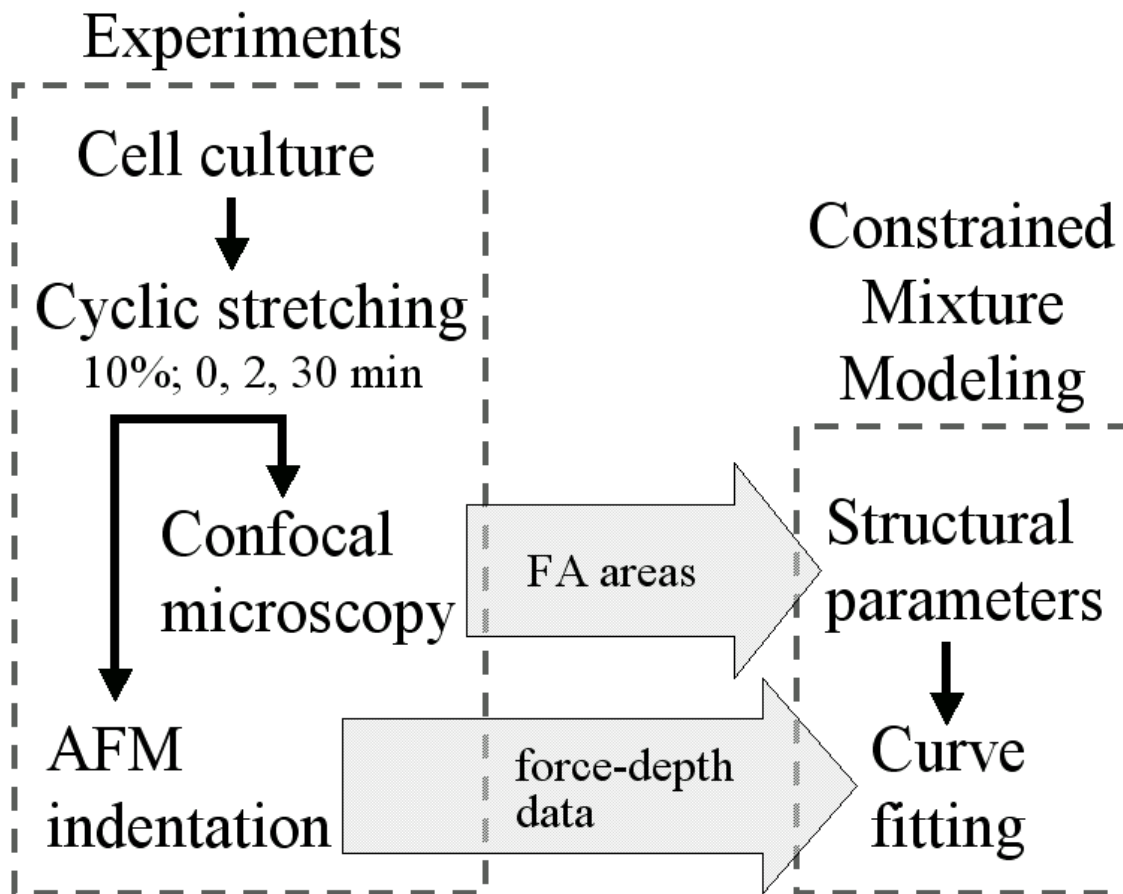 Experiments
Cell culture
Cyclic stretching
10%; 0, 2, 30 min
Confocal
microscopy
AFM
indentation
FA areas
force-depth
data
Constrained
Mixture
Modeling
Structural
parameters
Curve
fitting